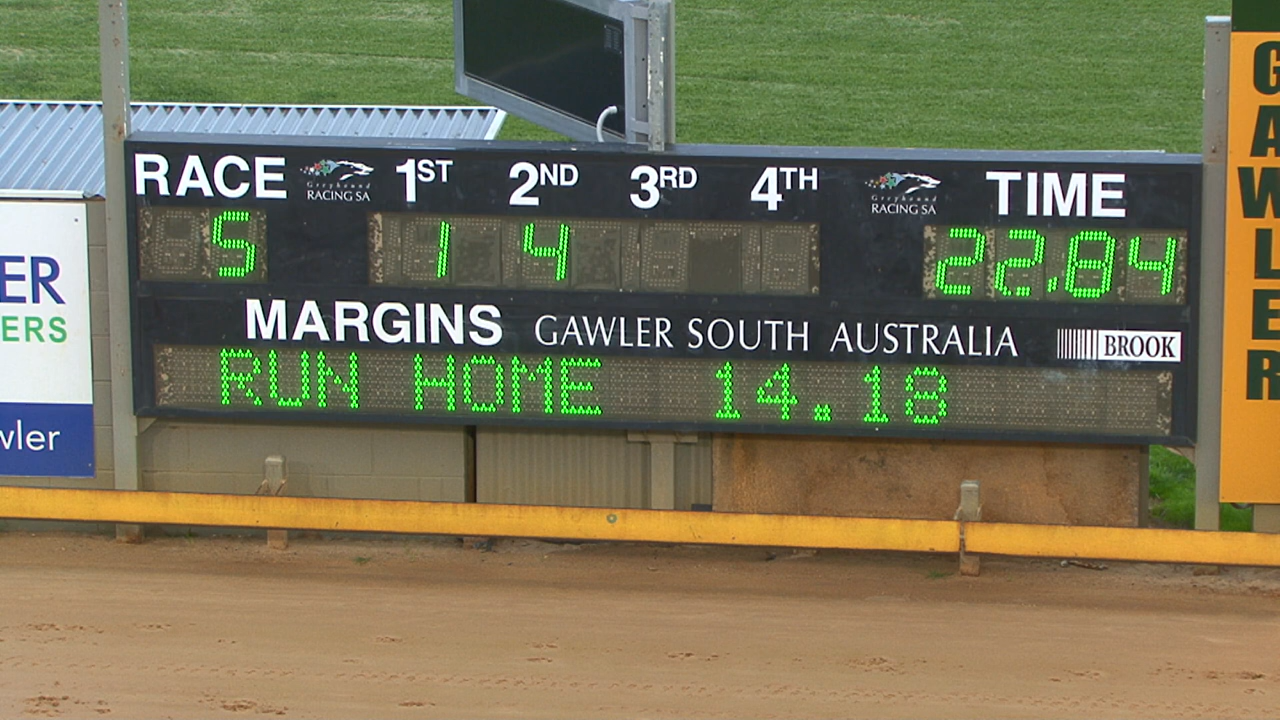 RACE Greyhound RACING SA 1ST 2ND 3RD 4TH Greyhound RACING SA TIME
5 1 4 22.84
MARGINS GAWLER SOUTH AUSTRALIA BROOK
RUN HOME 14.18
ER
ERS
wler
GAWLER